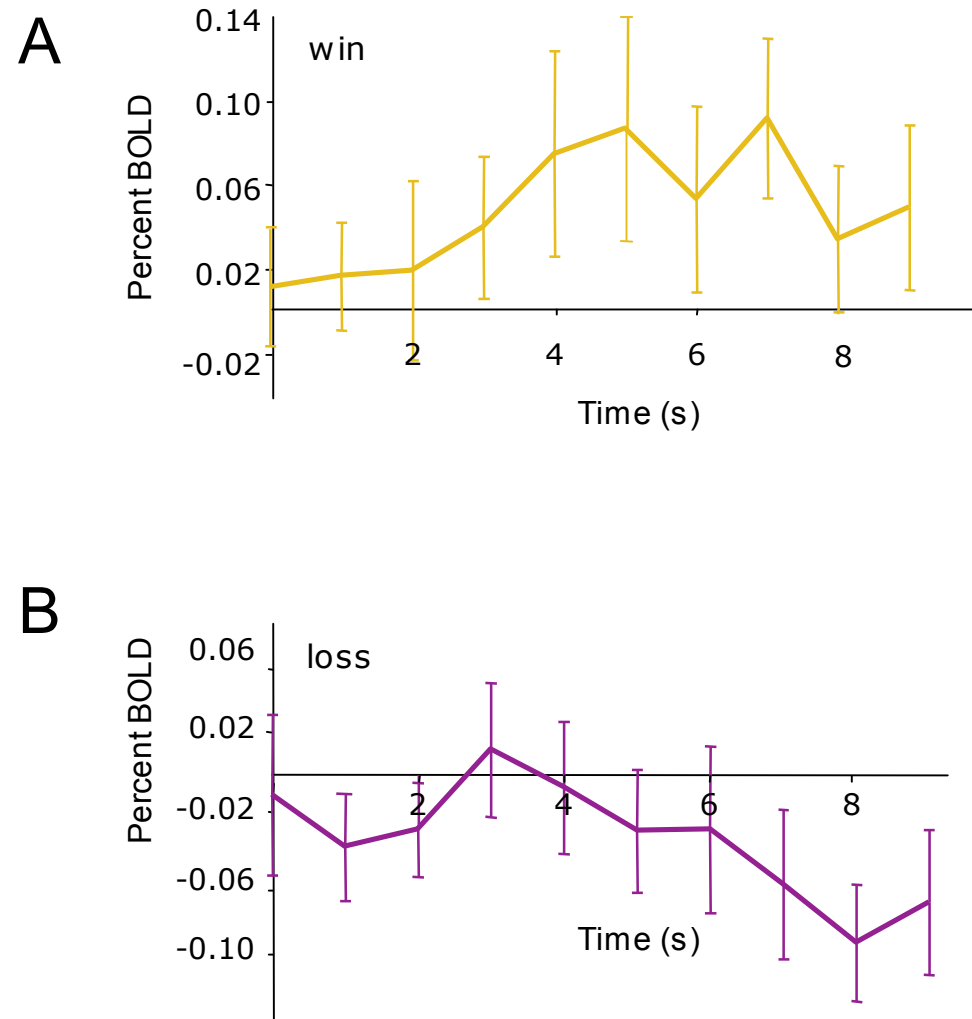 A
win
Percent BOLD
0.14
0.10
0.06
0.02
-0.02
2 4 6 8
Time (s)
B
loss
Percent BOLD
0.06
0.02
-0.02
-0.06
-0.10
2 4 6 8
Time (s)